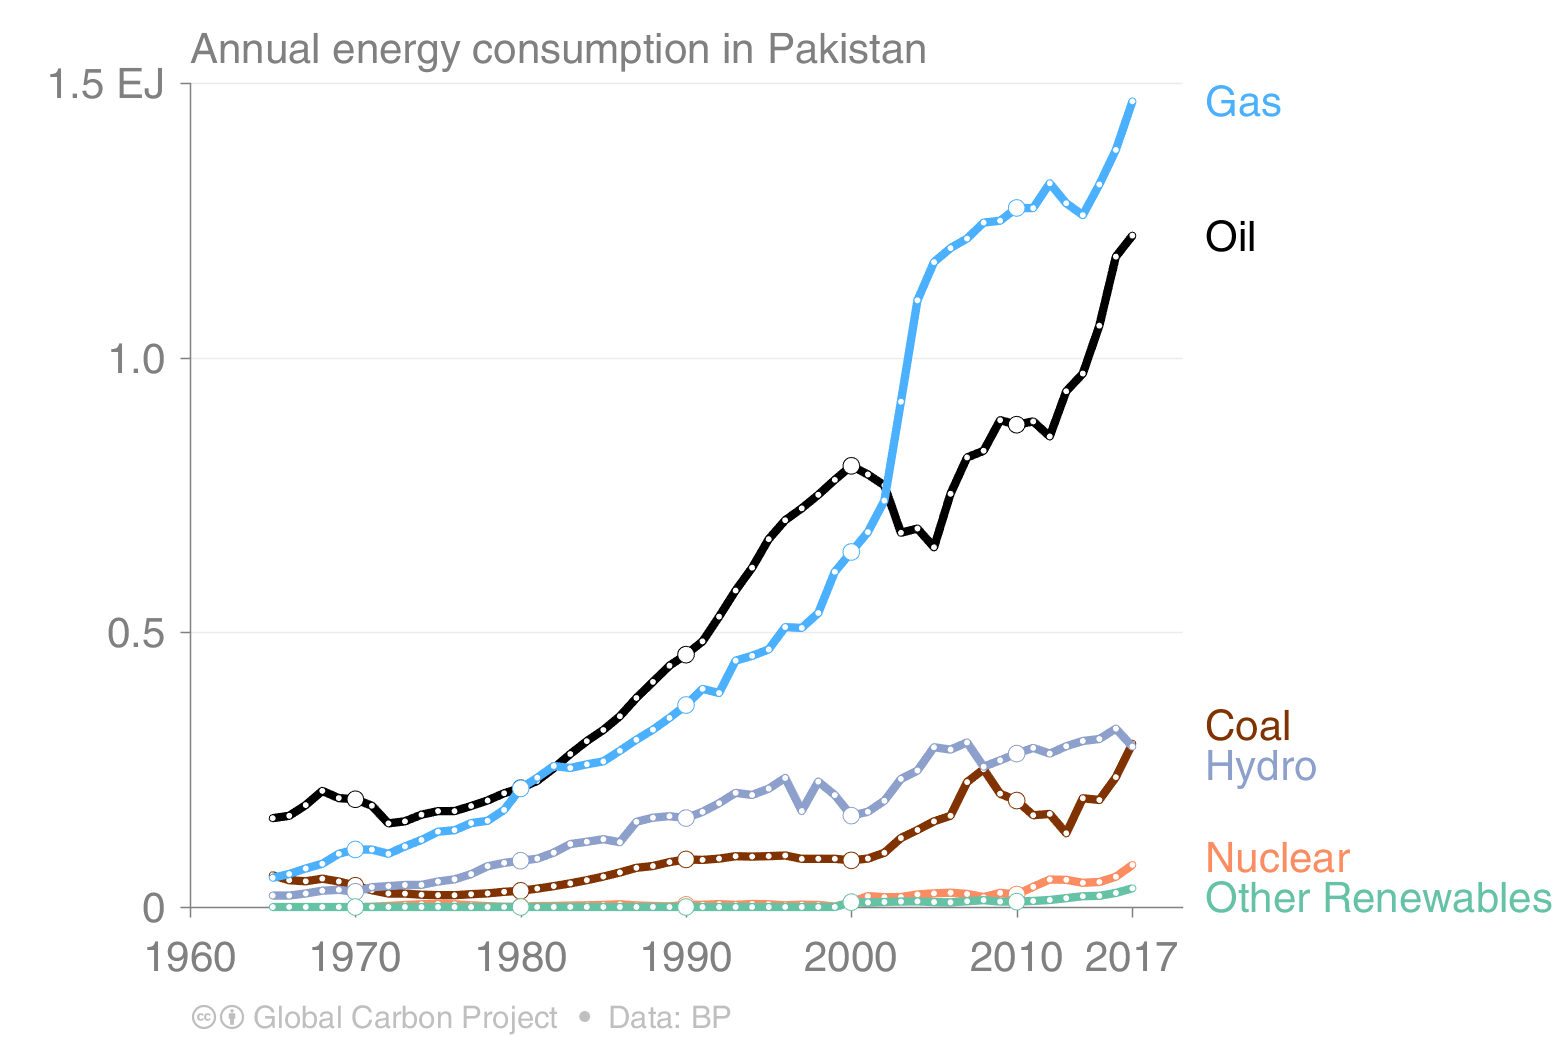 Annual energy consumption in Pakistan
1.5 EJ
Gas
Oil
1.0
0.5
Coal
Hydro
Nuclear
Other Renewables
0
1960 1970 1980 1990 2000 2010 2017
cc Global Carbon Project • Data: BP